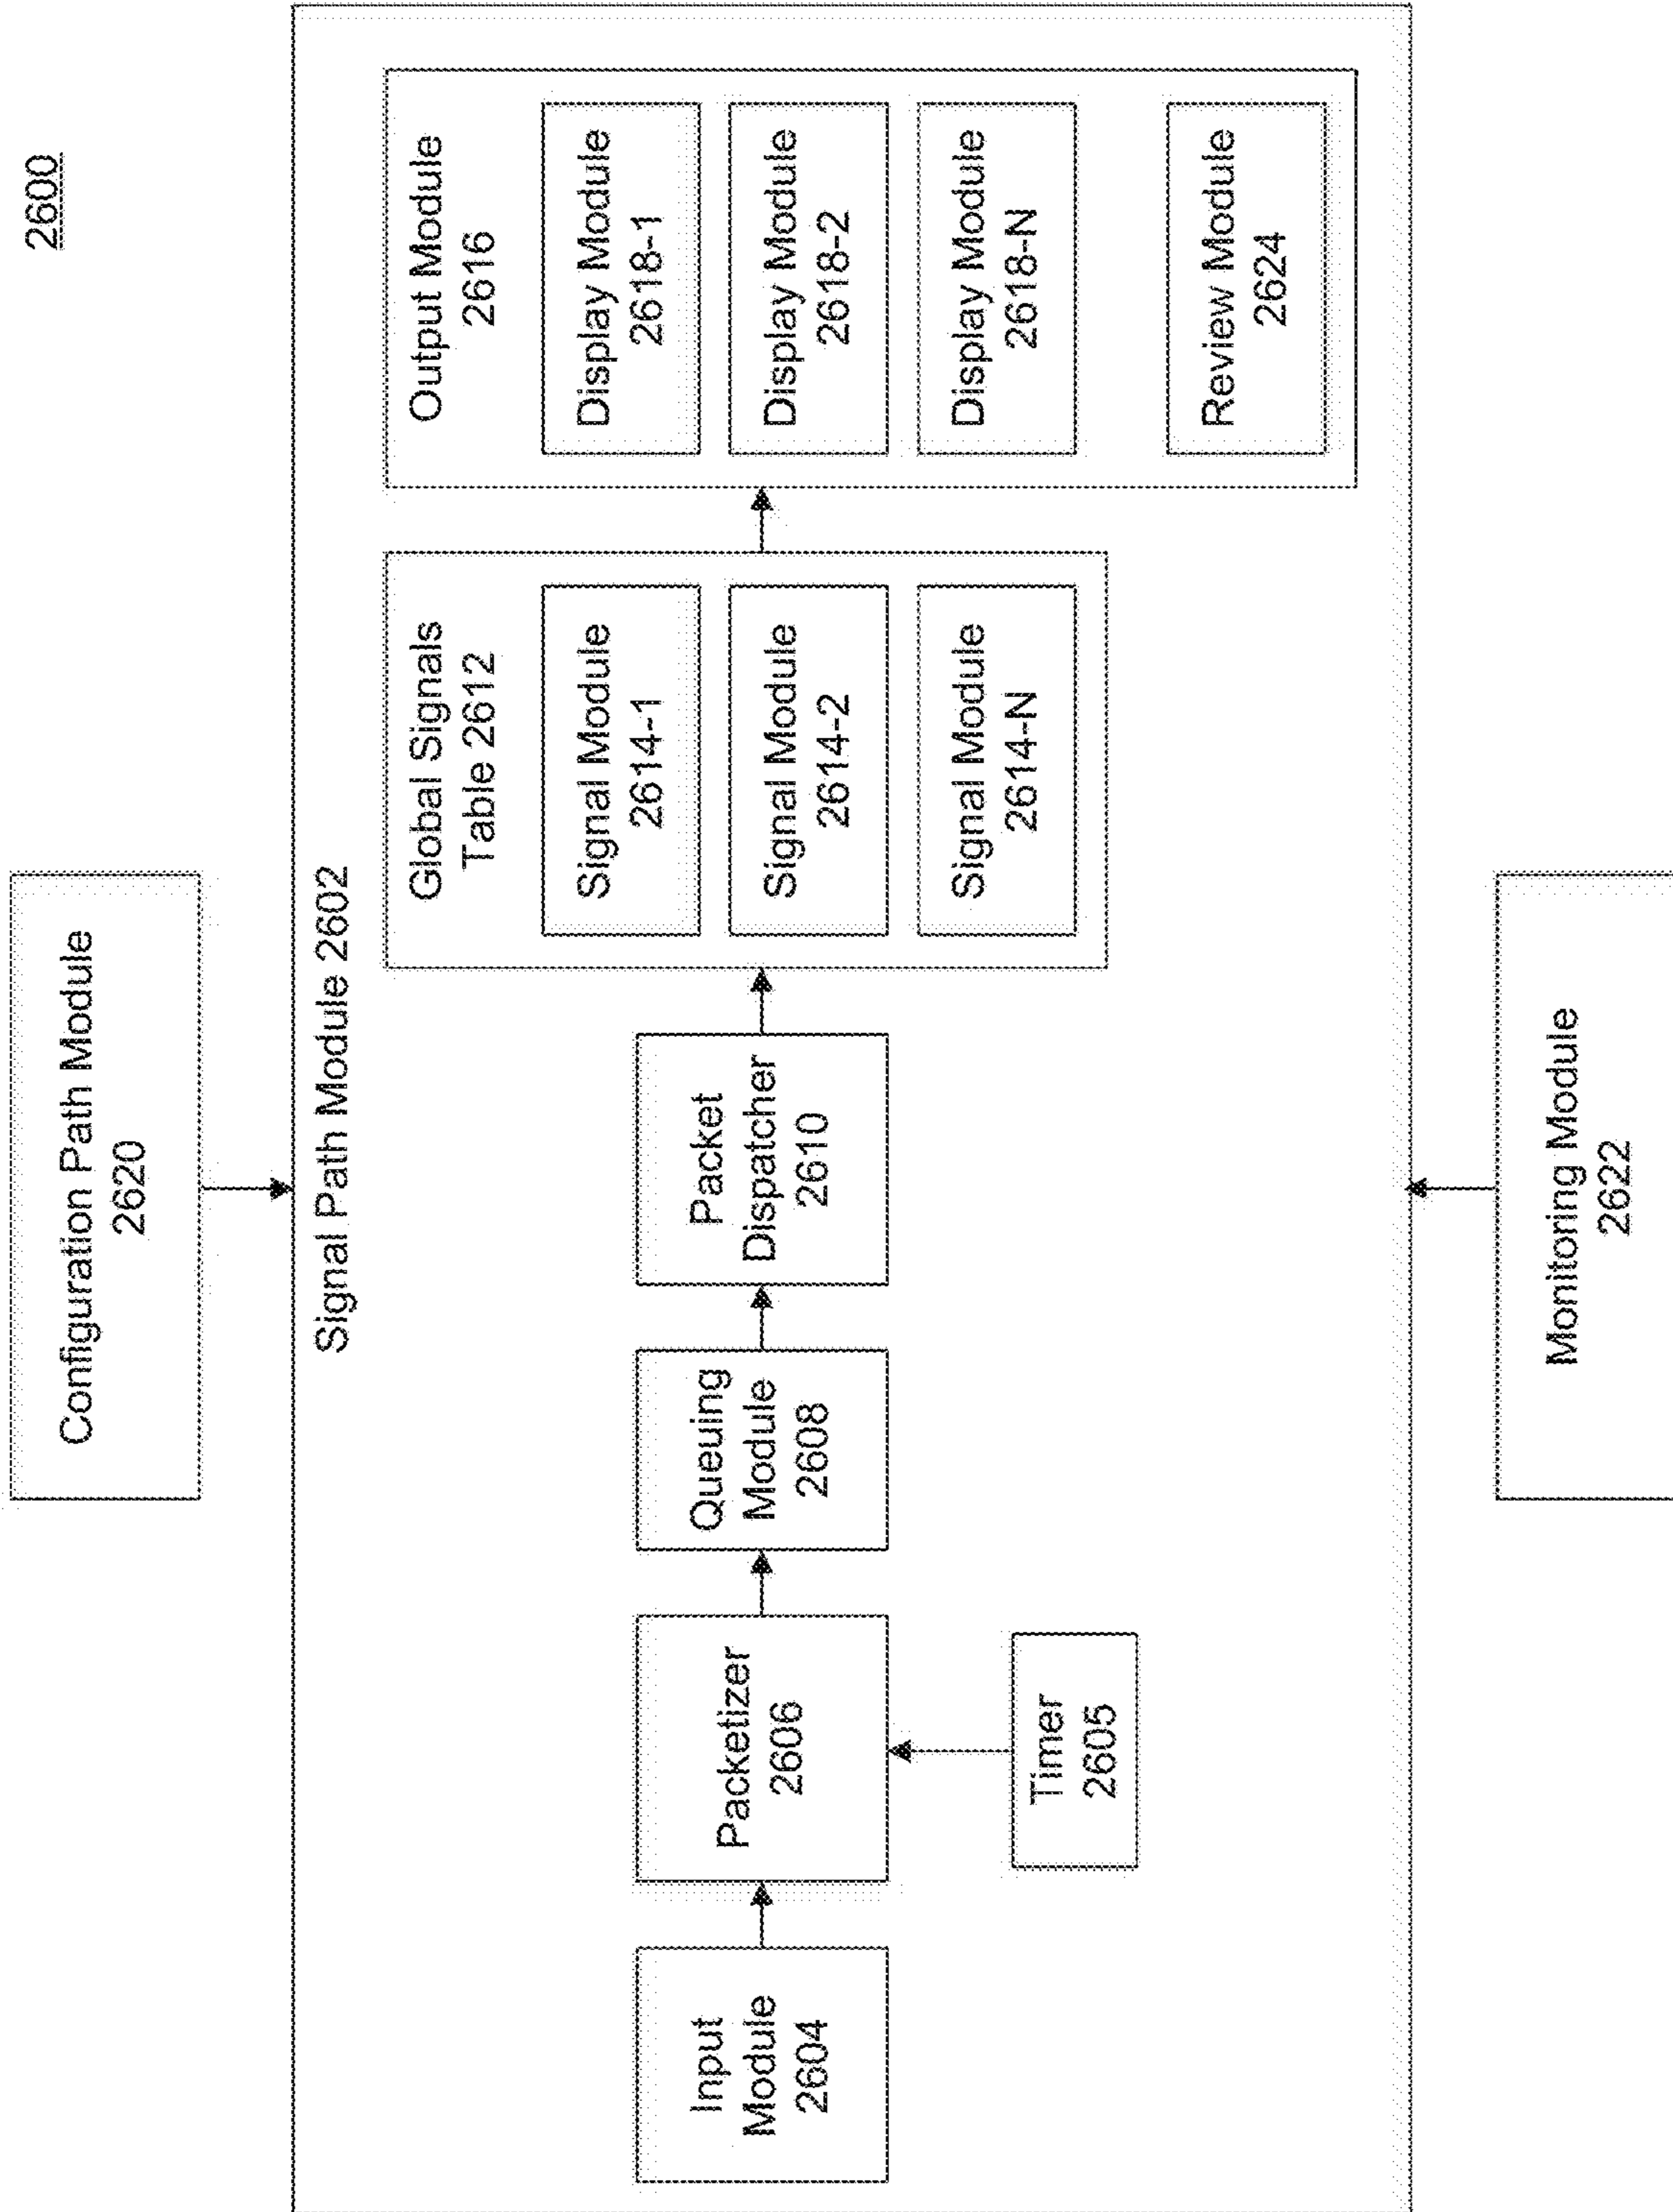 2600
Configuration Path Module
2620
Signal Path Module 2602
Input
Module
2604
Packetizer
2606
Timer
2605
Queuing
Module
2608
Packet
Dispatcher
2610
Global Signals
Table 2612
Signal Module
2614-1
Signal Module
2614-2
Signal Module
2614-N
Output Module
2616
Display Module
2618-1
Display Module
2618-2
Display Module
2618-N
Review Module
2624
Monitoring Module
2622